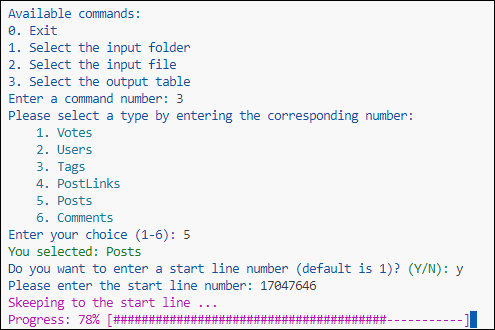 Available commands:
0. Exit
1. Select the input folder
2. Select the input file
3. Select the output table
Enter a command number: 3
Please select a type by entering the corresponding number:
1. Votes
2. Users
3. Tags
4. PostLinks
5. Posts
6. Comments
Enter your choice (1-6): 5
You selected: Posts
Do you want to enter a start line number (default is 1)? (Y/N): y
Please enter the start line number: 17047646
Skeeping to the start line ...
Progress: 78% [#######################################-----------]